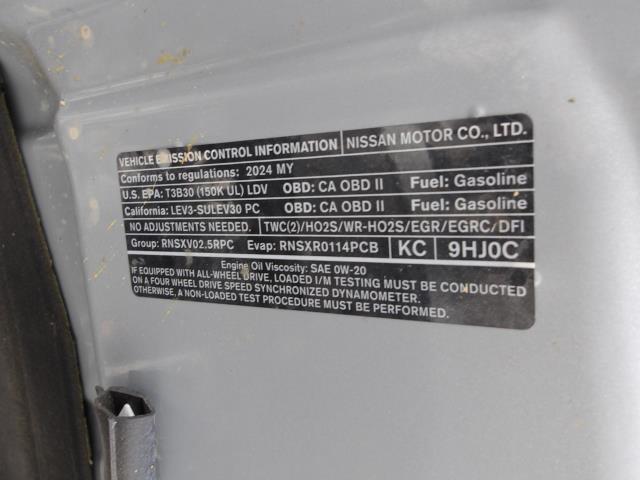 VEHICLE EMISSION CONTROL INFORMATION NISSAN MOTOR CO., LTD.
Conforms to regulations: 2024 MY
U.S. EPA: T3B30 (150K UL) LDV OBD: CA OBD II Fuel: Gasoline
California: LEV3-SULEV30 PC OBD: CA OBD II Fuel: Gasoline
NO ADJUSTMENTS NEEDED. TWC(2)/HO2S/WR-HO2S/EGR/EGRC/DFI
Group: RNSXV02.5RPC Evap: RNSXR0114PCB KC 9HJ0C
Engine Oil Viscosity: SAE 0W-20
IF EQUIPPED WITH ALL-WHEEL DRIVE, LOADED I/M TESTING MUST BE CONDUCTED
ON A FOUR WHEEL DRIVE SPEED SYNCHRONIZED DYNAMOMETER.
OTHERWISE, A NON-LOADED TEST PROCEDURE MUST BE PERFORMED.